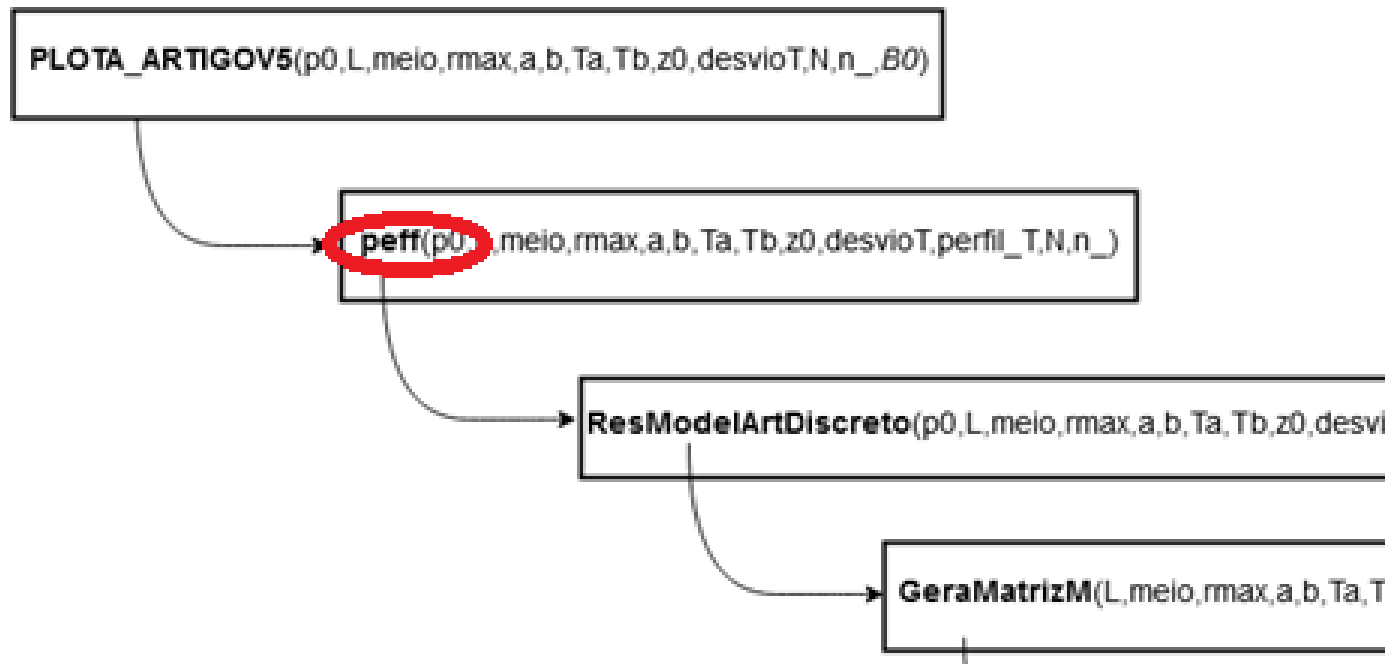 PLOTA_ARTIGOV5(p0,L,meio,rmax,a,b,Ta,Tb,z0,desvioT,N,n_,B0)
peff(p0, ,meio,rmax,a,b,Ta,Tb,z0,desvioT,perfil_T,N,n_)
ResModelArtDiscreto(p0,L,meio,rmax,a,b,Ta,Tb,z0,desvi
GeraMatrizM(L,meio,rmax,a,b,Ta,T